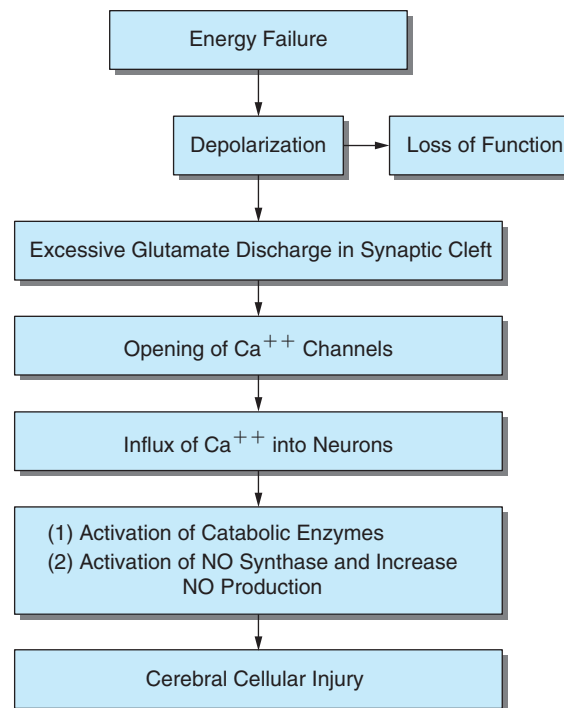 Energy Failure
Depolarization
Loss of Function
Excessive Glutamate Discharge in Synaptic Cleft
Opening of Ca++ Channels
Influx of Ca++ into Neurons
(1) Activation of Catabolic Enzymes
(2) Activation of NO Synthase and Increase
NO Production
Cerebral Cellular Injury